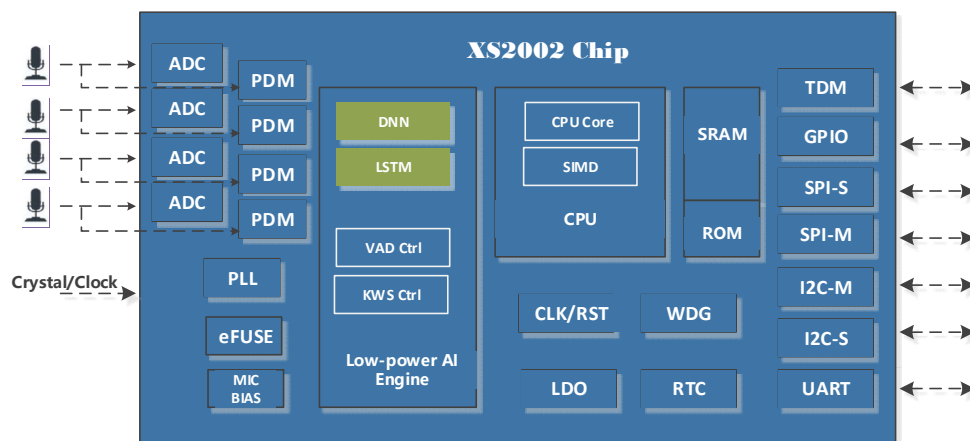 XS2002 Chip
ADC
PDM
ADC
PDM
ADC
PDM
ADC
PDM
Crystal/Clock
PLL
eFUSE
MIC
BIAS
DNN
LSTM
VAD Ctrl
KWS Ctrl
Low-power AI
Engine
CPU Core
SIMD
CPU
SRAM
ROM
CLK/RST
WDG
LDO
RTC
TDM
GPIO
SPI-S
SPI-M
I2C-M
I2C-S
UART